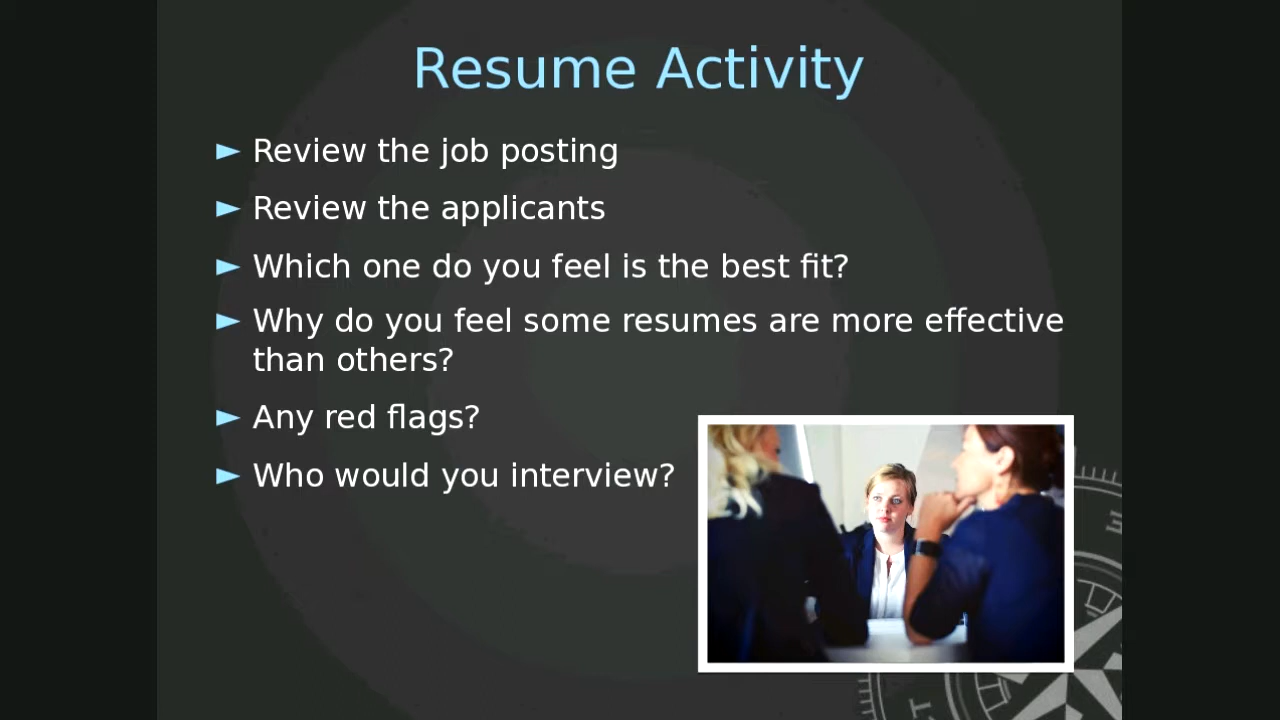 Resume Activity
► Review the job posting
► Review the applicants
► Which one do you feel is the best fit?
► Why do you feel some resumes are more effective
than others?
► Any red flags?
► Who would you interview?